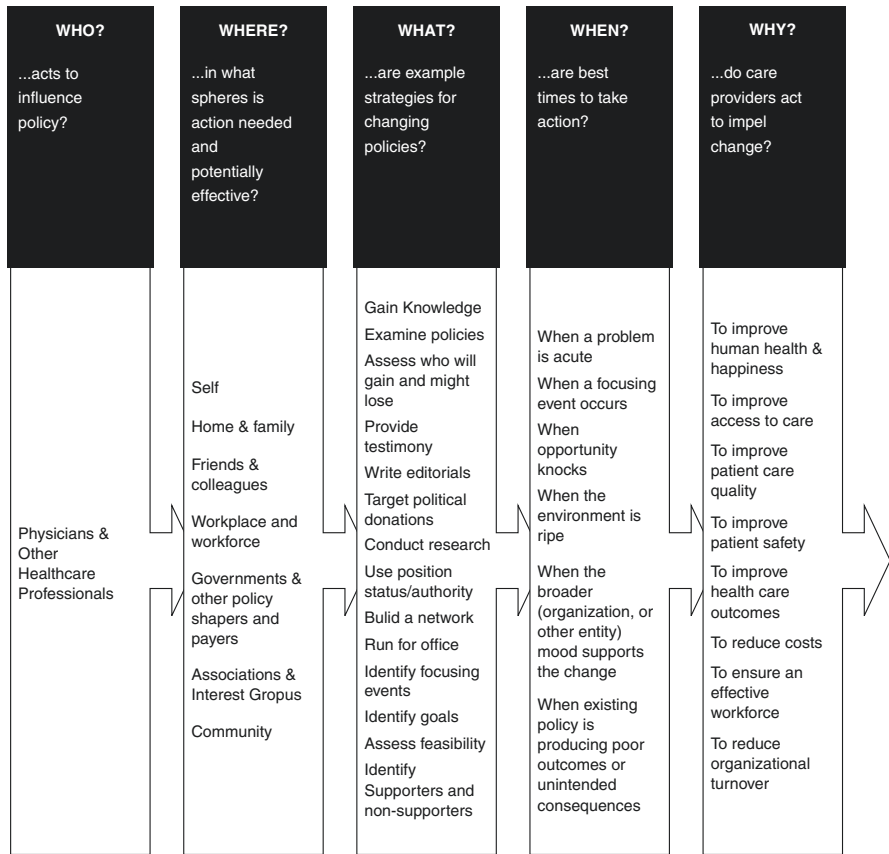 WHO?
...acts to
influence
policy?
WHERE?
...in what
spheres is
action needed
and
potentially
effective?
WHAT?
...are example
strategies for
changing
policies?
WHEN?
...are best
times to take
action?
WHY?
...do care
providers act
to impel
change?
Physicians &
Other
Healthcare
Professionals
Self
Home & family
Friends &
colleagues
Workplace and
workforce
Governments &
other policy
shapers and
payers
Associations &
Interest Gropus
Community
Gain Knowledge
Examine policies
Assess who will
gain and might
lose
Provide
testimony
Write editorials
Target political
donations
Conduct research
Use position
status/authority
Bulid a network
Run for office
Identify focusing
events
Identify goals
Assess feasibility
Identify
Supporters and
non-supporters
When a problem
is acute
When a focusing
event occurs
When
opportunity
knocks
When the
environment is
ripe
When the
broader
(organization, or
other entity)
mood supports
the change
When existing
policy is
producing poor
outcomes or
unintended
consequences
To improve
human health &
happiness
To improve
access to care
To improve
patient care
quality
To improve
patient safety
To improve
health care
outcomes
To reduce costs
To ensure an
effective
workforce
To reduce
organizational
turnover